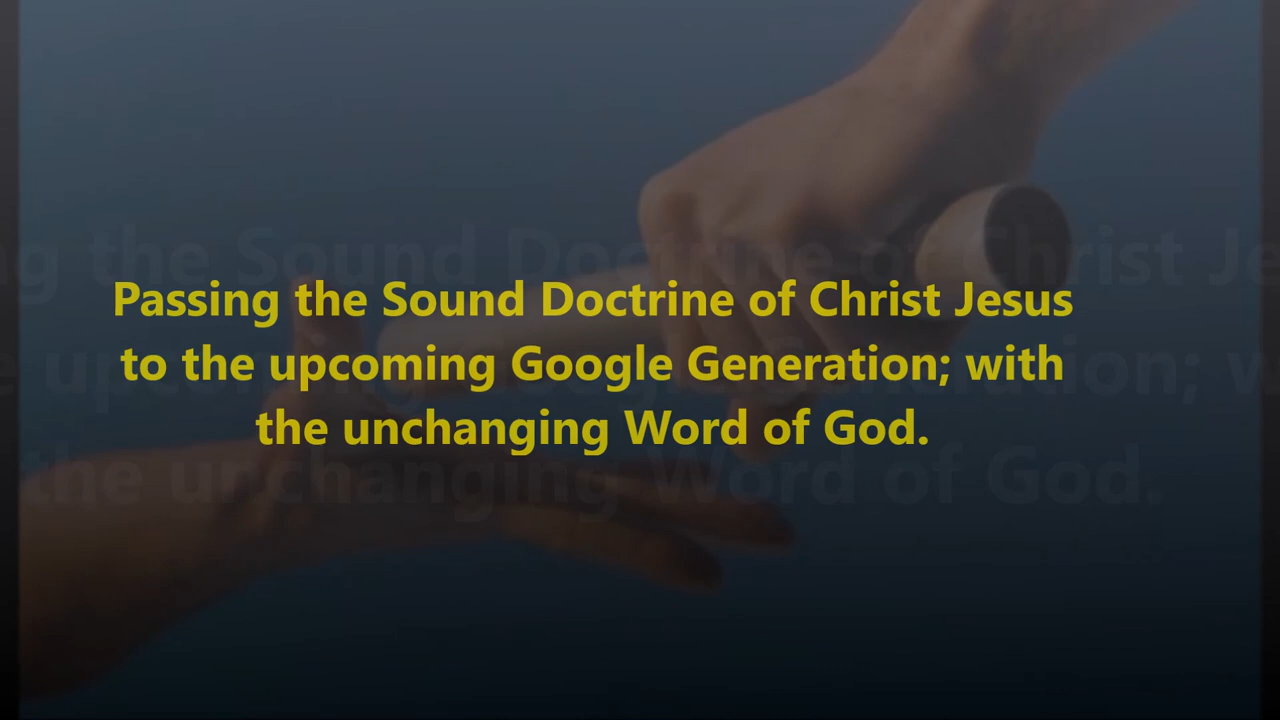 Passing the Sound Doctrine of Christ Jesus
to the upcoming Google Generation; with
the unchanging Word of God.